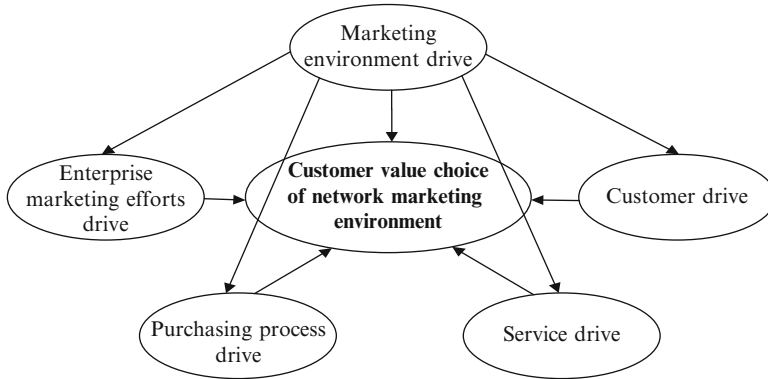 Marketing
environment drive
Enterprise
marketing efforts
drive
Customer value choice
of network marketing
environment
Customer drive
Purchasing process
drive
Service drive